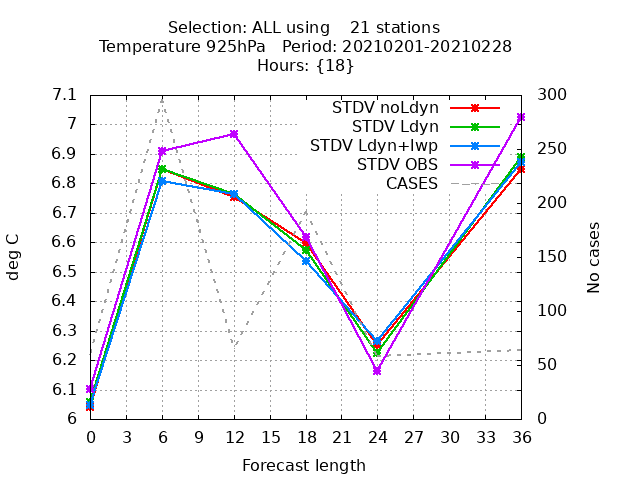 Selection: ALL using    21 stations
Temperature 925hPa   Period: 20210201-20210228
Hours: {18}
STDV noLdyn
STDV Ldyn
STDV Ldyn+lwp
STDV OBS
CASES
7.1
7
6.9
6.8
6.7
6.6
6.5
6.4
6.3
6.2
6.1
6
deg C
300
250
200
150
100
50
0
No cases
0 3 6 9 12 15 18 21 24 27 30 33 36
Forecast length